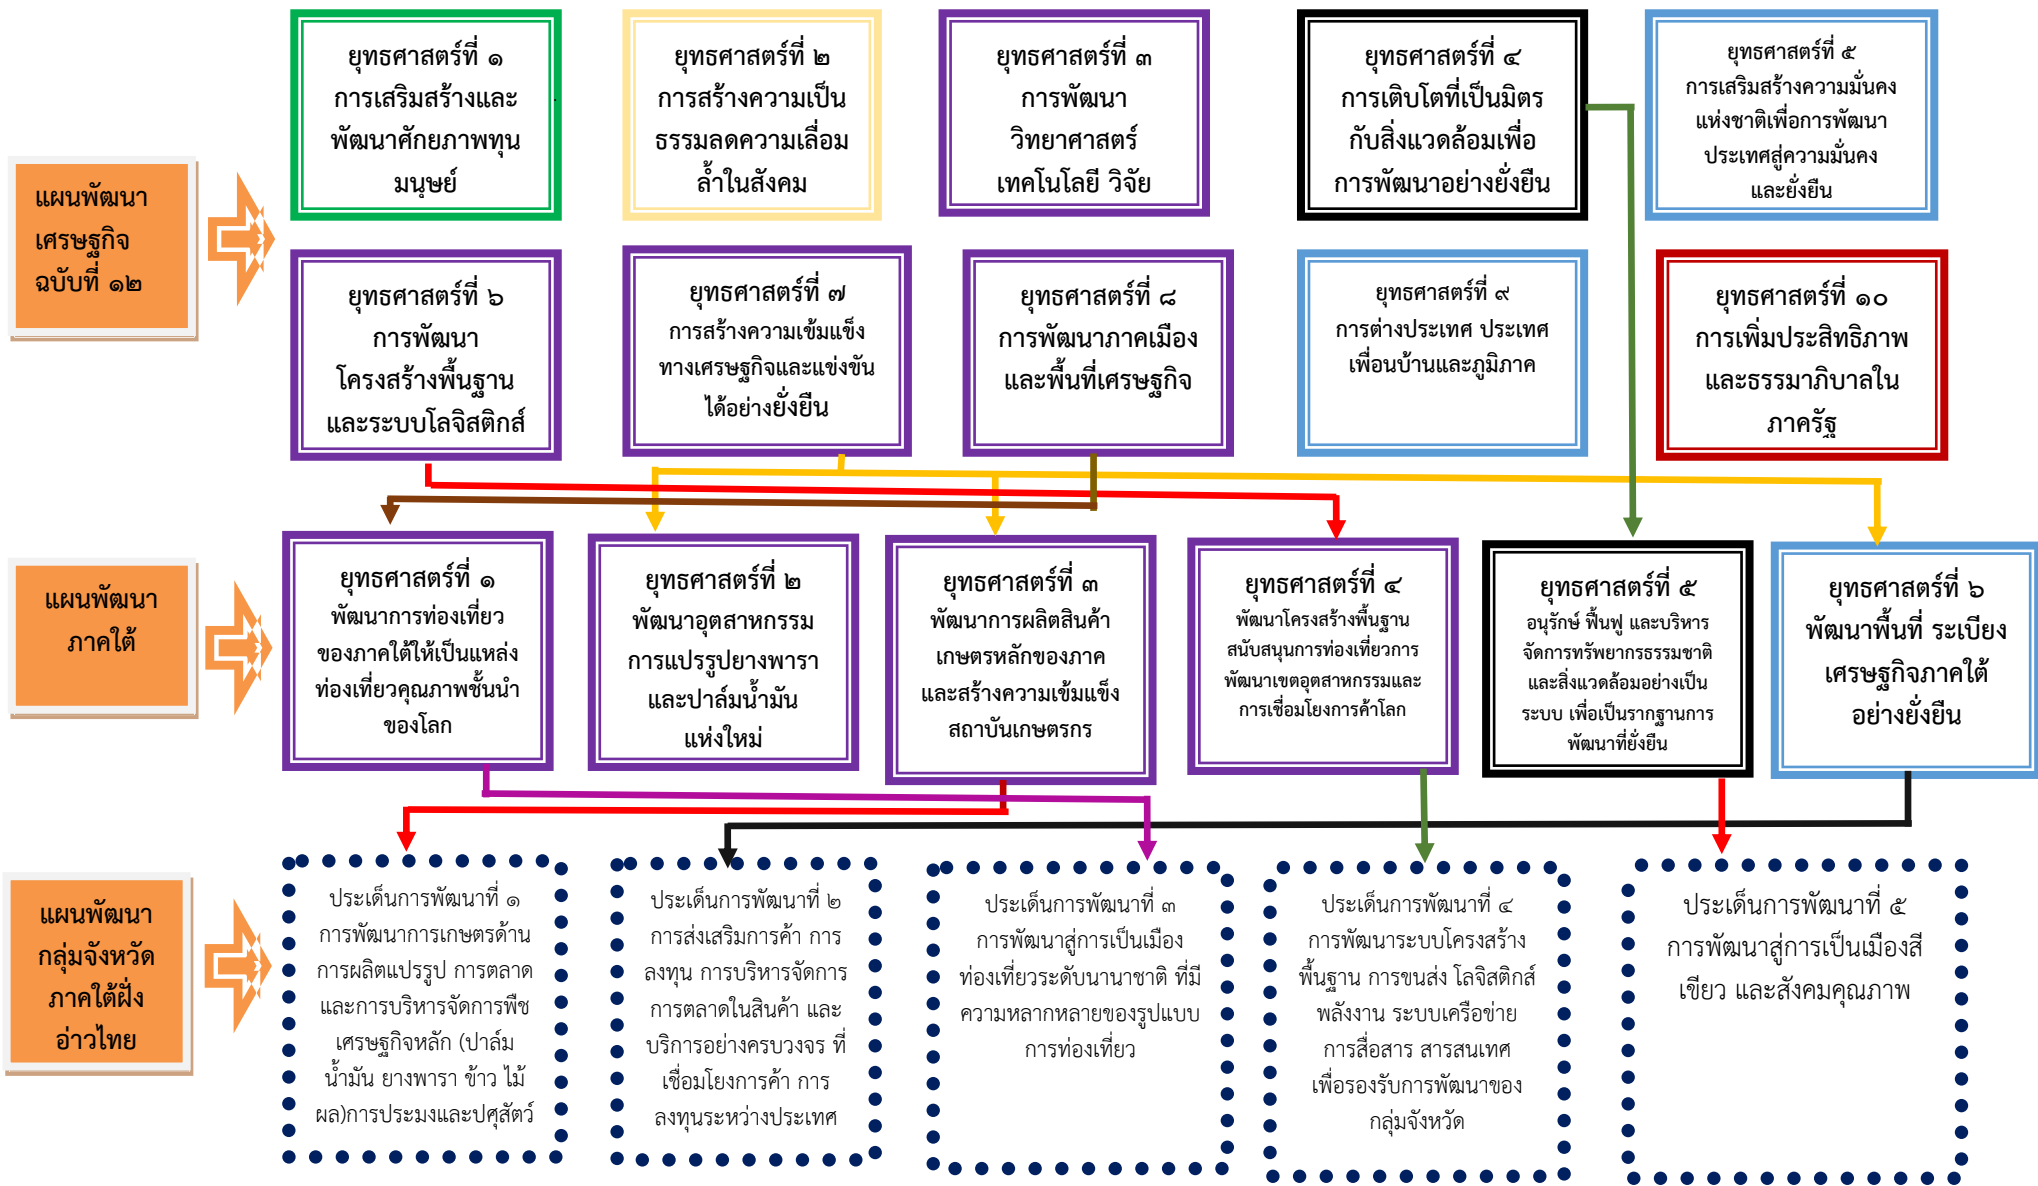 แผนพัฒนา
เศรษฐกิจ
ฉบับที่ ๑๒
ยุทธศาสตร์ที่ ๑
การเสริมสร้างและ
พัฒนาศักยภาพทุน
มนุษย์
ยุทธศาสตร์ที่ ๒
การสร้างความเป็น
ธรรมลดความเลื่อม
ล้ำในสังคม
ยุทธศาสตร์ที่ ๓
การพัฒนา
วิทยาศาสตร์
เทคโนโลยี วิจัย
ยุทธศาสตร์ที่ ๔
การเติบโตที่เป็นมิตร
กับสิ่งแวดล้อมเพื่อ
การพัฒนาอย่างยั่งยืน
ยุทธศาสตร์ที่ ๕
การเสริมสร้างความมั่นคง
แห่งชาติเพื่อการพัฒนา
ประเทศสู่ความมั่นคง
และยั่งยืน
ยุทธศาสตร์ที่ ๖
การพัฒนา
โครงสร้างพื้นฐาน
และระบบโลจิสติกส์
ยุทธศาสตร์ที่ ๗
การสร้างความเข้มแข็ง
ทางเศรษฐกิจและแข่งขัน
ได้อย่างยั่งยืน
ยุทธศาสตร์ที่ ๘
การพัฒนาภาคเมือง
และพื้นที่เศรษฐกิจ
ยุทธศาสตร์ที่ ๙
การต่างประเทศ ประเทศ
เพื่อนบ้านและภูมิภาค
ยุทธศาสตร์ที่ ๑๐
การเพิ่มประสิทธิภาพ
และธรรมาภิบาลใน
ภาครัฐ
แผนพัฒนา
ภาคใต้
ยุทธศาสตร์ที่ ๑
พัฒนาการท่องเที่ยว
ของภาคใต้ให้เป็นแหล่ง
ท่องเที่ยวคุณภาพชั้นนำ
ของโลก
ยุทธศาสตร์ที่ ๒
พัฒนาอุตสาหกรรม
การแปรรูปยางพารา
และปาล์มน้ำมัน
แห่งใหม่
ยุทธศาสตร์ที่ ๓
พัฒนาการผลิตสินค้า
เกษตรหลักของภาค
และสร้างความเข้มแข็ง
สถาบันเกษตรกร
ยุทธศาสตร์ที่ ๔
พัฒนาโครงสร้างพื้นฐาน
สนับสนุนการท่องเที่ยวการ
พัฒนาเขตอุตสาหกรรมและ
การเชื่อมโยงการค้าโลก
ยุทธศาสตร์ที่ ๕
อนุรักษ์ ฟื้นฟู และบริหาร
จัดการทรัพยากรธรรมชาติ
และสิ่งแวดล้อมอย่างเป็น
ระบบ เพื่อเป็นรากฐานการ
พัฒนาที่ยั่งยืน
ยุทธศาสตร์ที่ ๖
พัฒนาพื้นที่ ระเบียง
เศรษฐกิจภาคใต้
อย่างยั่งยืน
แผนพัฒนา
กลุ่มจังหวัด
ภาคใต้ฝั่ง
อ่าวไทย
ประเด็นการพัฒนาที่ ๑
การพัฒนาการเกษตรด้าน
การผลิตแปรรูป การตลาด
และการบริหารจัดการพืช
เศรษฐกิจหลัก (ปาล์ม
น้ำมัน ยางพารา ข้าว ไม้
ผล)การประมงและปศุสัตว์
ประเด็นการพัฒนาที่ ๒
การส่งเสริมการค้า การ
ลงทุน การบริหารจัดการ
การตลาดในสินค้า และ
บริการอย่างครบวงจร ที่
เชื่อมโยงการค้า การ
ลงทุนระหว่างประเทศ
ประเด็นการพัฒนาที่ ๓
การพัฒนาสู่การเป็นเมือง
ท่องเที่ยวระดับนานาชาติ ที่มี
ความหลากหลายของรูปแบบ
การท่องเที่ยว
ประเด็นการพัฒนาที่ ๔
การพัฒนาระบบโครงสร้าง
พื้นฐาน การขนส่ง โลจิสติกส์
พลังงาน ระบบเครือข่าย
การสื่อสาร สารสนเทศ
เพื่อรองรับการพัฒนาของ
กลุ่มจังหวัด
ประเด็นการพัฒนาที่ ๕
การพัฒนาสู่การเป็นเมืองสี
เขียว และสังคมคุณภาพ